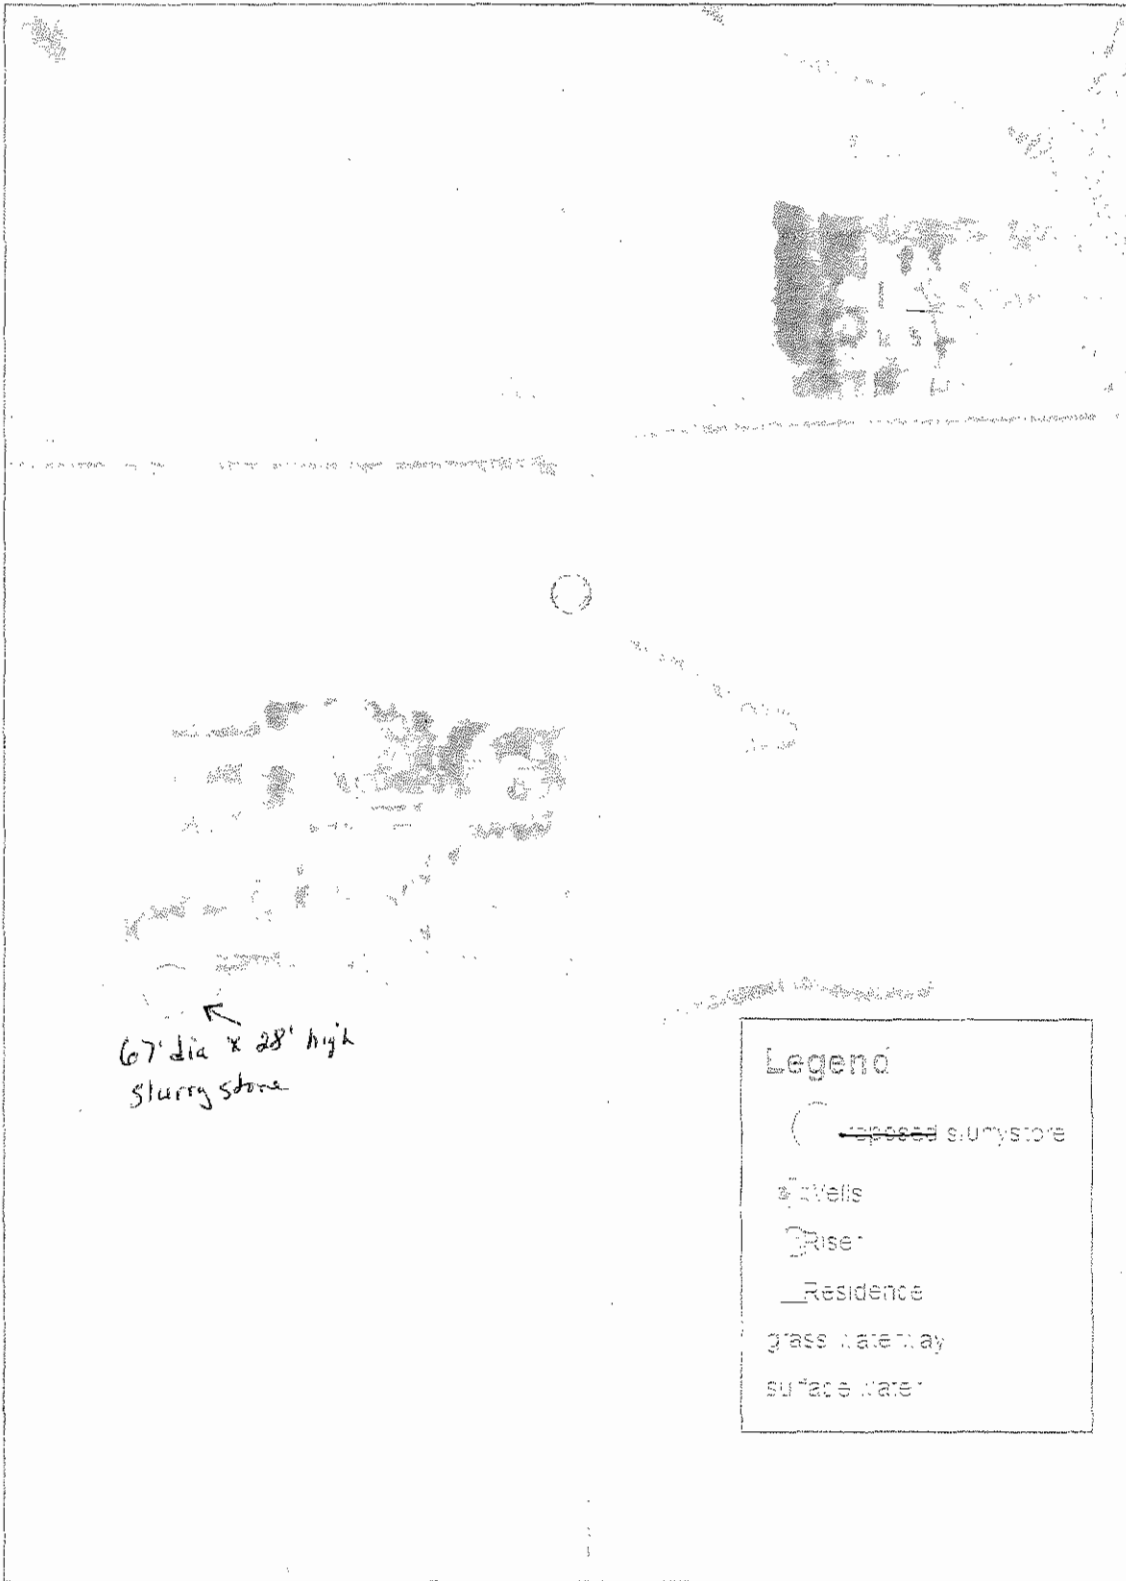 67' dia x 28' high
slurry store
Legend
proposed slurrystore
Wells
Riser
Residence
grass waterway
surface water